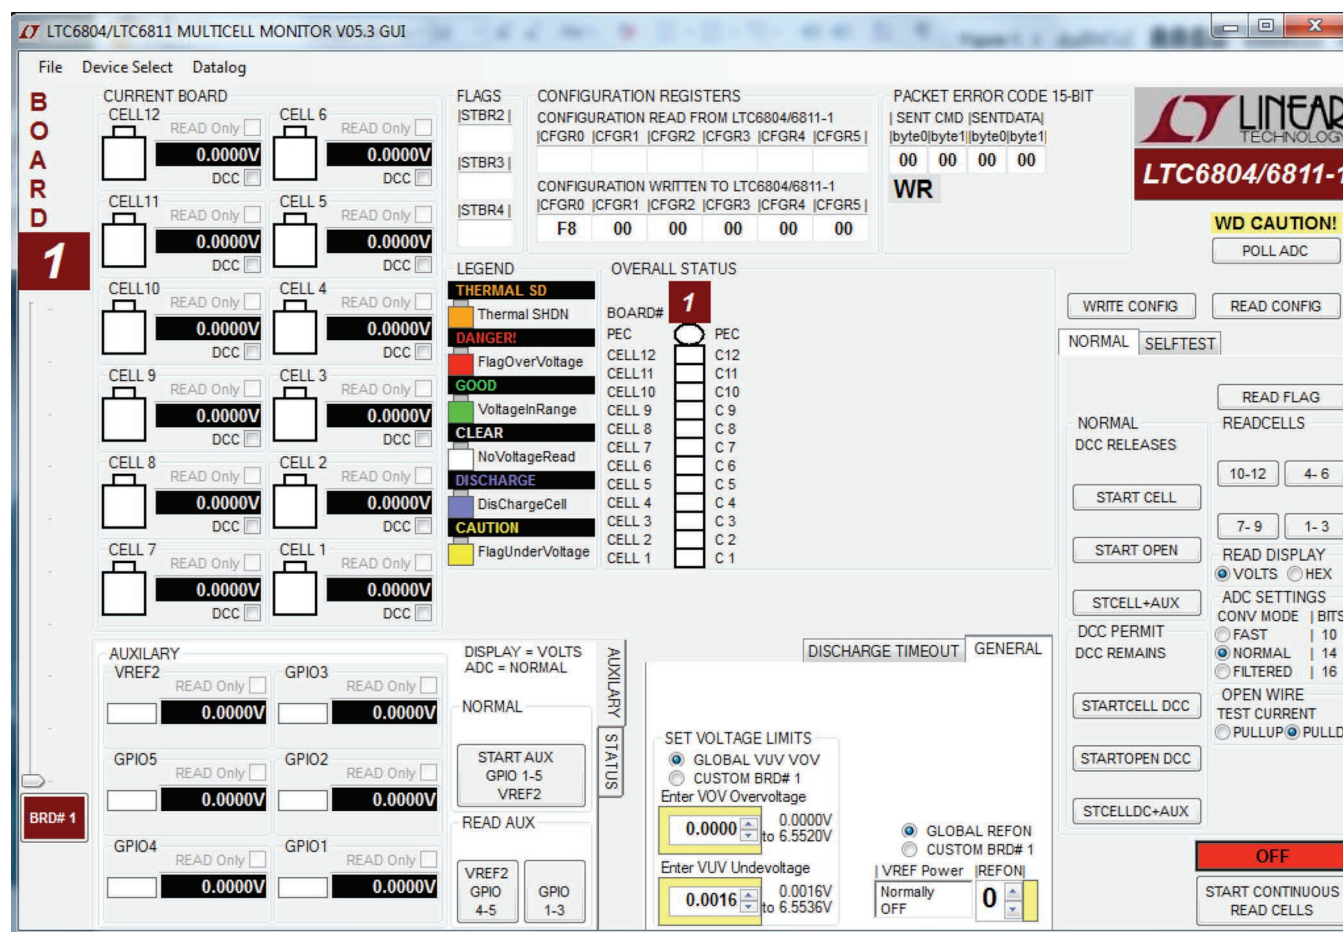 LTC6804/LTC6811 MULTICELL MONITOR V05.3 GUI
File Device Select Datalog
BOARD
1
BRD# 1
CURRENT BOARD
CELL12 READ Only
0.0000V
DCC
CELL 6 READ Only
0.0000V
DCC
CELL11 READ Only
0.0000V
DCC
CELL 5 READ Only
0.0000V
DCC
CELL10 READ Only
0.0000V
DCC
CELL 4 READ Only
0.0000V
DCC
CELL 9 READ Only
0.0000V
DCC
CELL 3 READ Only
0.0000V
DCC
CELL 8 READ Only
0.0000V
DCC
CELL 2 READ Only
0.0000V
DCC
CELL 7 READ Only
0.0000V
DCC
CELL 1 READ Only
0.0000V
DCC
FLAGS
|STBR2 |
|STBR3 |
|STBR4 |
CONFIGURATION REGISTERS
CONFIGURATION READ FROM LTC6804/6811-1
|CFGR0 |CFGR1 |CFGR2 |CFGR3 |CFGR4 |CFGR5 |
CONFIGURATION WRITTEN TO LTC6804/6811-1
|CFGR0 |CFGR1 |CFGR2 |CFGR3 |CFGR4 |CFGR5 |
F8 00 00 00 00 00
PACKET ERROR CODE 15-BIT
| SENT CMD |SENTDATA|
|byte0|byte1||byte0|byte1|
00 00 00 00
WR
LINEAR
TECHNOLOGY
LTC6804/6811-1
WD CAUTION!
POLL ADC
WRITE CONFIG READ CONFIG
LEGEND
THERMAL SD
Thermal SHDN
DANGER!
FlagOverVoltage
GOOD
VoltageInRange
CLEAR
NoVoltageRead
DISCHARGE
DisChargeCell
CAUTION
FlagUnderVoltage
OVERALL STATUS
BOARD# 1
PEC PEC
CELL12 C12
CELL11 C11
CELL10 C10
CELL 9 C 9
CELL 8 C 8
CELL 7 C 7
CELL 6 C 6
CELL 5 C 5
CELL 4 C 4
CELL 3 C 3
CELL 2 C 2
CELL 1 C 1
NORMAL SELFTEST
NORMAL
DCC RELEASES
START CELL
START OPEN
STCELL+AUX
DCC PERMIT
DCC REMAINS
STARTCELL DCC
STARTOPEN DCC
STCELLDC+AUX
READ FLAG
READCELLS
10-12 4- 6
7- 9 1- 3
READ DISPLAY
VOLTS HEX
ADC SETTINGS
CONV MODE | BITS
FAST | 10
NORMAL | 14
FILTERED | 16
OPEN WIRE
TEST CURRENT
PULLUP PULLD
OFF
START CONTINUOUS
READ CELLS
AUXILARY
VREF2 READ Only
0.0000V
GPIO3 READ Only
0.0000V
GPIO5 READ Only
0.0000V
GPIO2 READ Only
0.0000V
GPIO4 READ Only
0.0000V
GPIO1 READ Only
0.0000V
DISPLAY = VOLTS
ADC = NORMAL
NORMAL
START AUX
GPIO 1-5
VREF2
READ AUX
VREF2
GPIO
4-5
GPIO
1-3
AUXILARY
STATUS
DISCHARGE TIMEOUT GENERAL
SET VOLTAGE LIMITS
GLOBAL VUV VOV
CUSTOM BRD# 1
Enter VOV Overvoltage
0.0000 0.0000V
to 6.5520V
Enter VUV Undevoltage
0.0016 0.0016V
to 6.5536V
GLOBAL REFON
CUSTOM BRD# 1
| VREF Power |REFON|
Normally
OFF
0